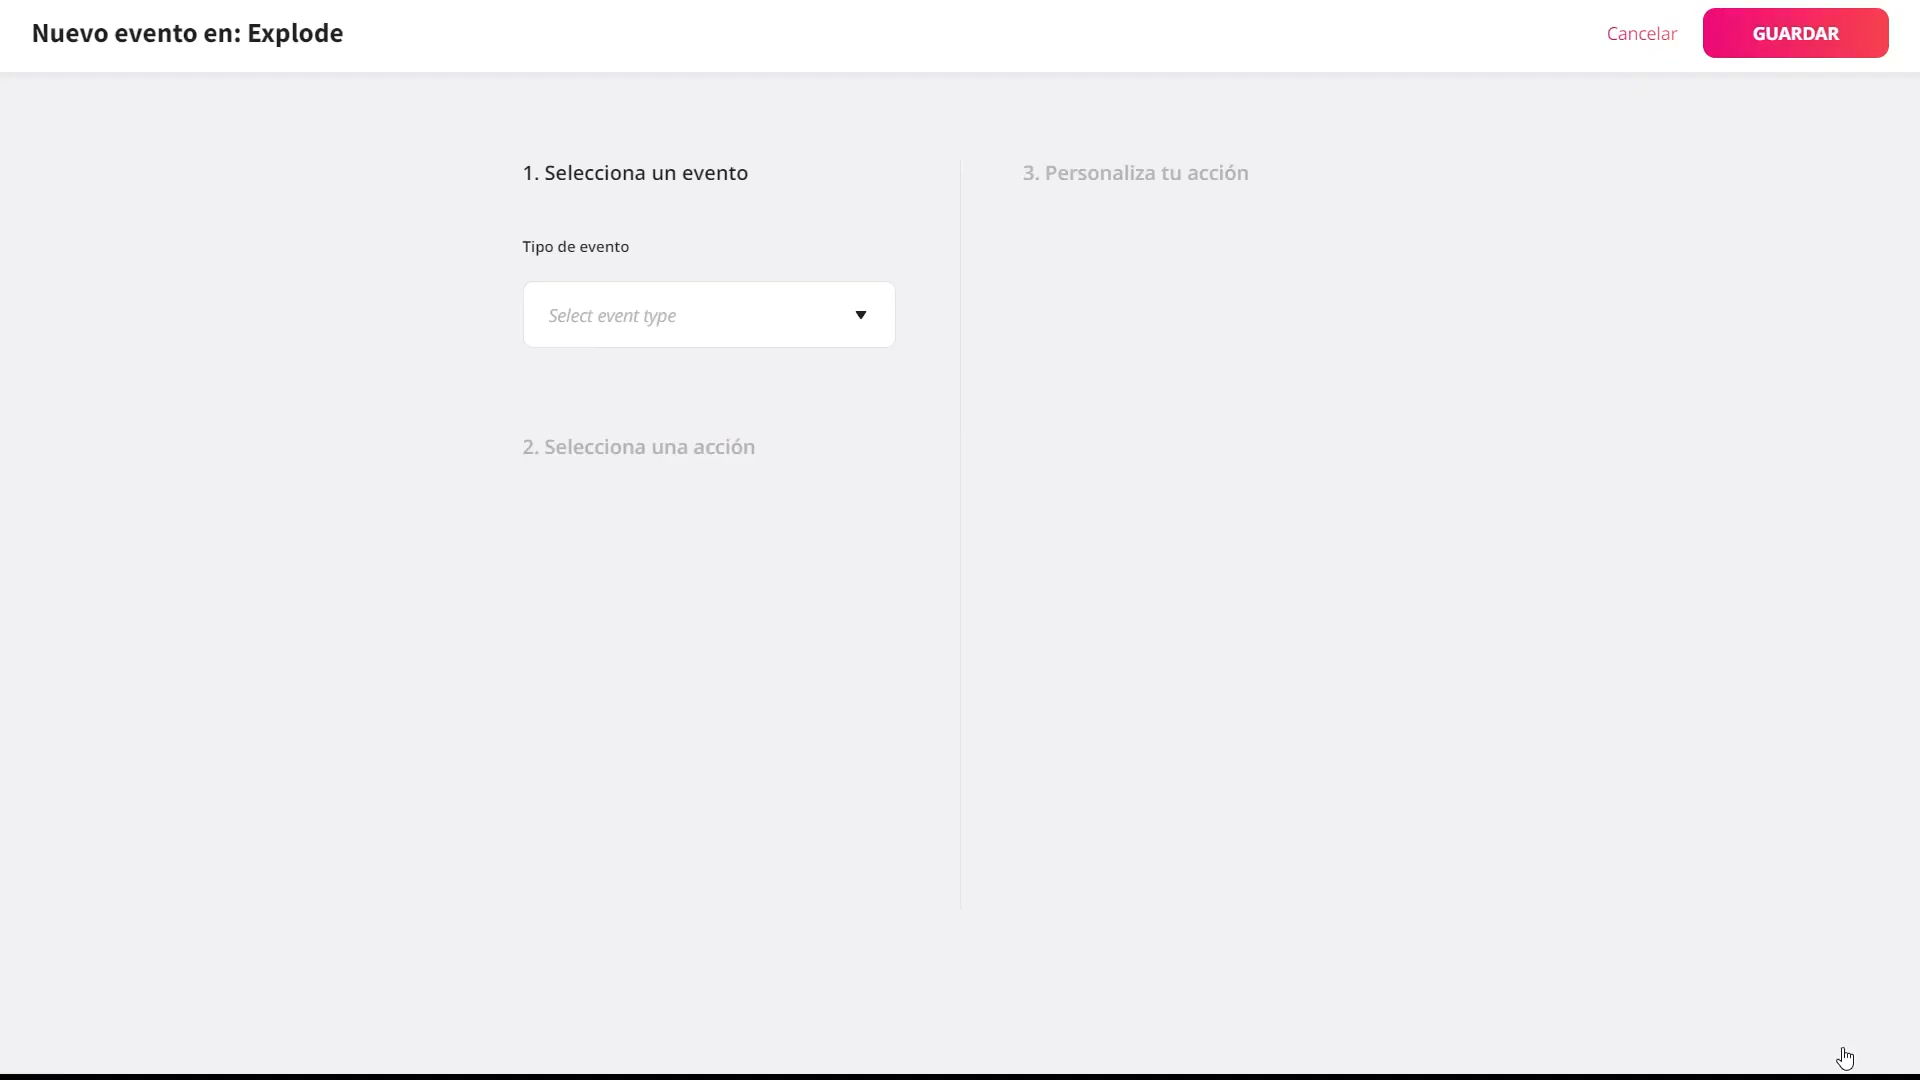 Nuevo evento en: Explode
Cancelar
GUARDAR
1. Selecciona un evento
Tipo de evento
Select event type
2. Selecciona una acción
3. Personaliza tu acción